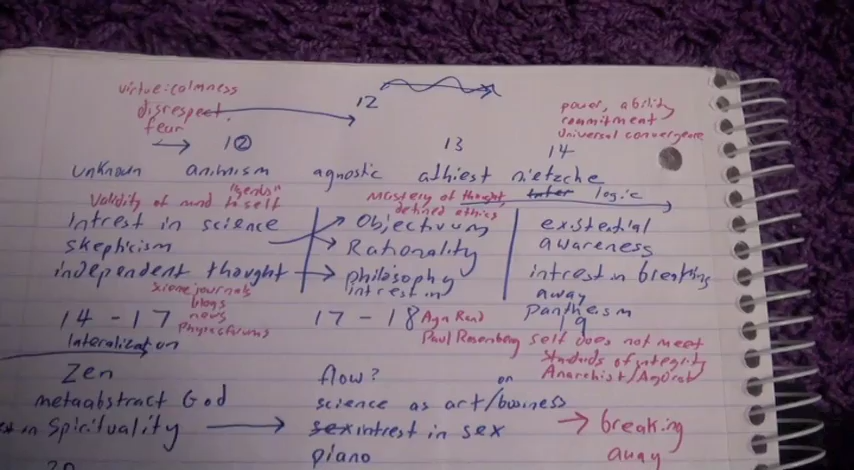 virtue: calmness
disrespect,
fear
12
power, ability
commitment
universal convergence
10
13
14
unknown animism agnostic athiest nietzche
Validity of mind to self
"gerbs"
Mastery of thought,
defined ethics
logic
intrest in science
Objectivism
existential
skepticism
Rationality
awareness
independent thought
philosophy
intrest in
intrest in breaking
away
science journals
blogs
news
Physics forums
pantheism
14 - 17
17 - 18
Ayn Rand
Paul Rosenberg
19
self does not meet
standards of integrity
Anarchist/Agorist
lateralization
Zen
flow?
on
metaabstract God
science as art/business
in Spirituality
intrest in sex
breaking
away
piano
20